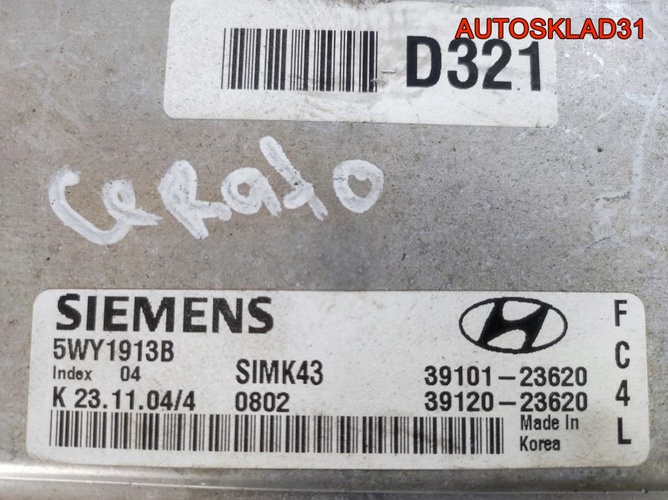 AUTOSKLAD31
D321
CERATO
SIEMENS
5WY1913B
Index 04 SIMK43 39101-23620
K 23.11.04/4 0802 39120-23620
Made In
Korea
F
C
4
L